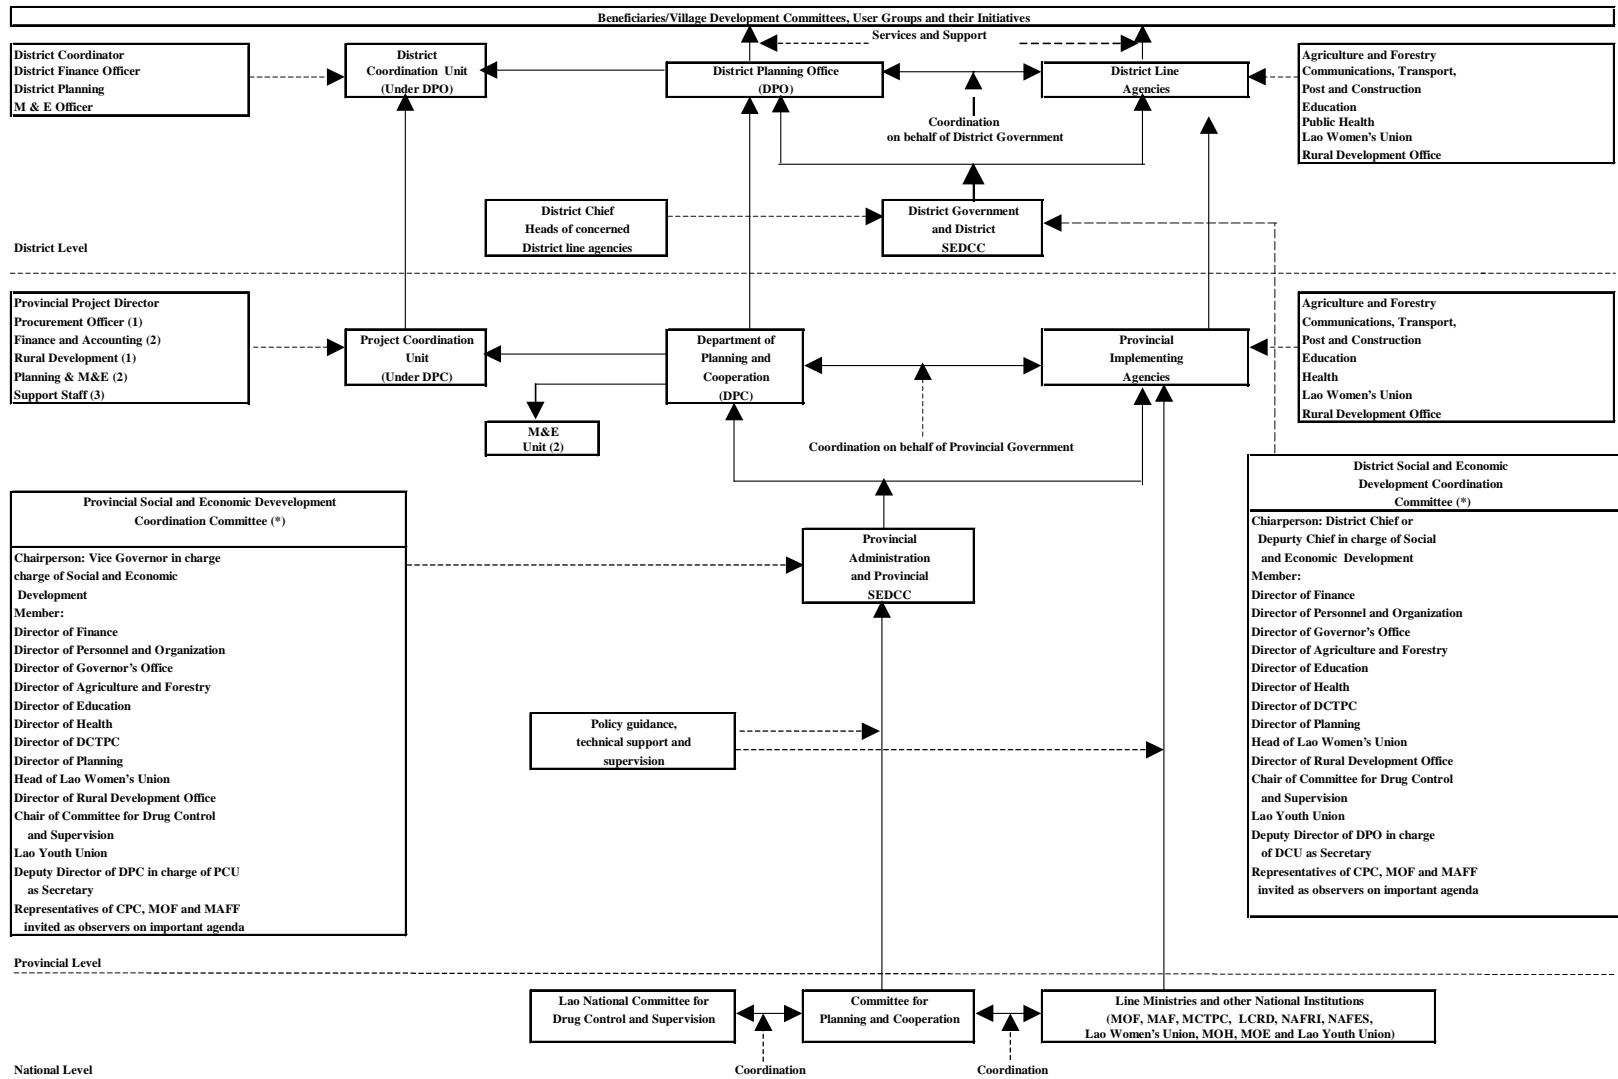 Beneficiaries/Village Development Committees, User Groups and their Initiatives
Services and Support
District Coordinator
District Finance Officer
District Planning
M & E Officer
District
Coordination Unit
(Under DPO)
District Planning Office
(DPO)
District Line
Agencies
Agriculture and Forestry
Communications, Transport,
Post and Construction
Education
Public Health
Lao Women's Union
Rural Development Office
Coordination
on behalf of District Government
District Chief
Heads of concerned
District line agencies
District Government
and District
SEDCC
District Level
Provincial Project Director
Procurement Officer (1)
Finance and Accounting (2)
Rural Development (1)
Planning & M&E (2)
Support Staff (3)
Project Coordination
Unit
(Under DPC)
Department of
Planning and
Cooperation
(DPC)
Provincial
Implementing
Agencies
Agriculture and Forestry
Communications, Transport,
Post and Construction
Education
Health
Lao Women's Union
Rural Development Office
M&E
Unit (2)
Coordination on behalf of Provincial Government
Provincial Social and Economic Devevelopment
Coordination Committee (*)
Chairperson: Vice Governor in charge
charge of Social and Economic
Development
Member:
Director of Finance
Director of Personnel and Organization
Director of Governor's Office
Director of Agriculture and Forestry
Director of Education
Director of Health
Director of DCTPC
Director of Planning
Head of Lao Women's Union
Director of Rural Development Office
Chair of Committee for Drug Control
and Supervision
Lao Youth Union
Deputy Director of DPC in charge of PCU
as Secretary
Representatives of CPC, MOF and MAFF
invited as observers on important agenda
Provincial
Administration
and Provincial
SEDCC
Policy guidance,
technical support and
supervision
District Social and Economic
Development Coordination
Committee (*)
Chiarperson: District Chief or
Depurty Chief in charge of Social
and Economic Development
Member:
Director of Finance
Director of Personnel and Organization
Director of Governor's Office
Director of Agriculture and Forestry
Director of Education
Director of Health
Director of DCTPC
Director of Planning
Head of Lao Women's Union
Director of Rural Development Office
Chair of Committee for Drug Control
and Supervision
Lao Youth Union
Deputy Director of DPO in charge
of DCU as Secretary
Representatives of CPC, MOF and MAFF
invited as observers on important agenda
Provincial Level
Lao National Committee for
Drug Control and Supervision
Committee for
Planning and Cooperation
Line Ministries and other National Institutions
(MOF, MAF, MCTPC, LCRD, NAFRI, NAFES,
Lao Women's Union, MOH, MOE and Lao Youth Union)
National Level
Coordination
Coordination